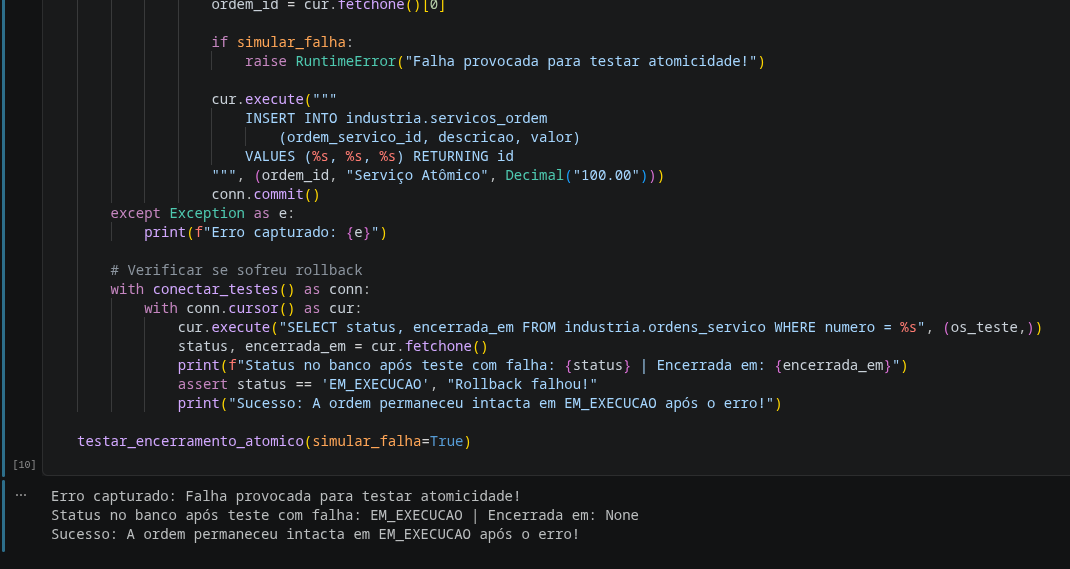 ordem_id = cur.fetchone()[0]
if simular_falha:
raise RuntimeError("Falha provocada para testar atomicidade!")
cur.execute("""
INSERT INTO industria.servicos_ordem
(ordem_servico_id, descricao, valor)
VALUES (%s, %s, %s) RETURNING id
""", (ordem_id, "Serviço Atômico", Decimal("100.00")))
conn.commit()
except Exception as e:
print(f"Erro capturado: {e}")
# Verificar se sofreu rollback
with conectar_testes() as conn:
with conn.cursor() as cur:
cur.execute("SELECT status, encerrada_em FROM industria.ordens_servico WHERE numero = %s", (os_teste,))
status, encerrada_em = cur.fetchone()
print(f"Status no banco após teste com falha: {status} | Encerrada em: {encerrada_em}")
assert status == 'EM_EXECUCAO', "Rollback falhou!"
print("Sucesso: A ordem permaneceu intacta em EM_EXECUCAO após o erro!")
testar_encerramento_atomico(simular_falha=True)
[10]
... Erro capturado: Falha provocada para testar atomicidade!
Status no banco após teste com falha: EM_EXECUCAO | Encerrada em: None
Sucesso: A ordem permaneceu intacta em EM_EXECUCAO após o erro!